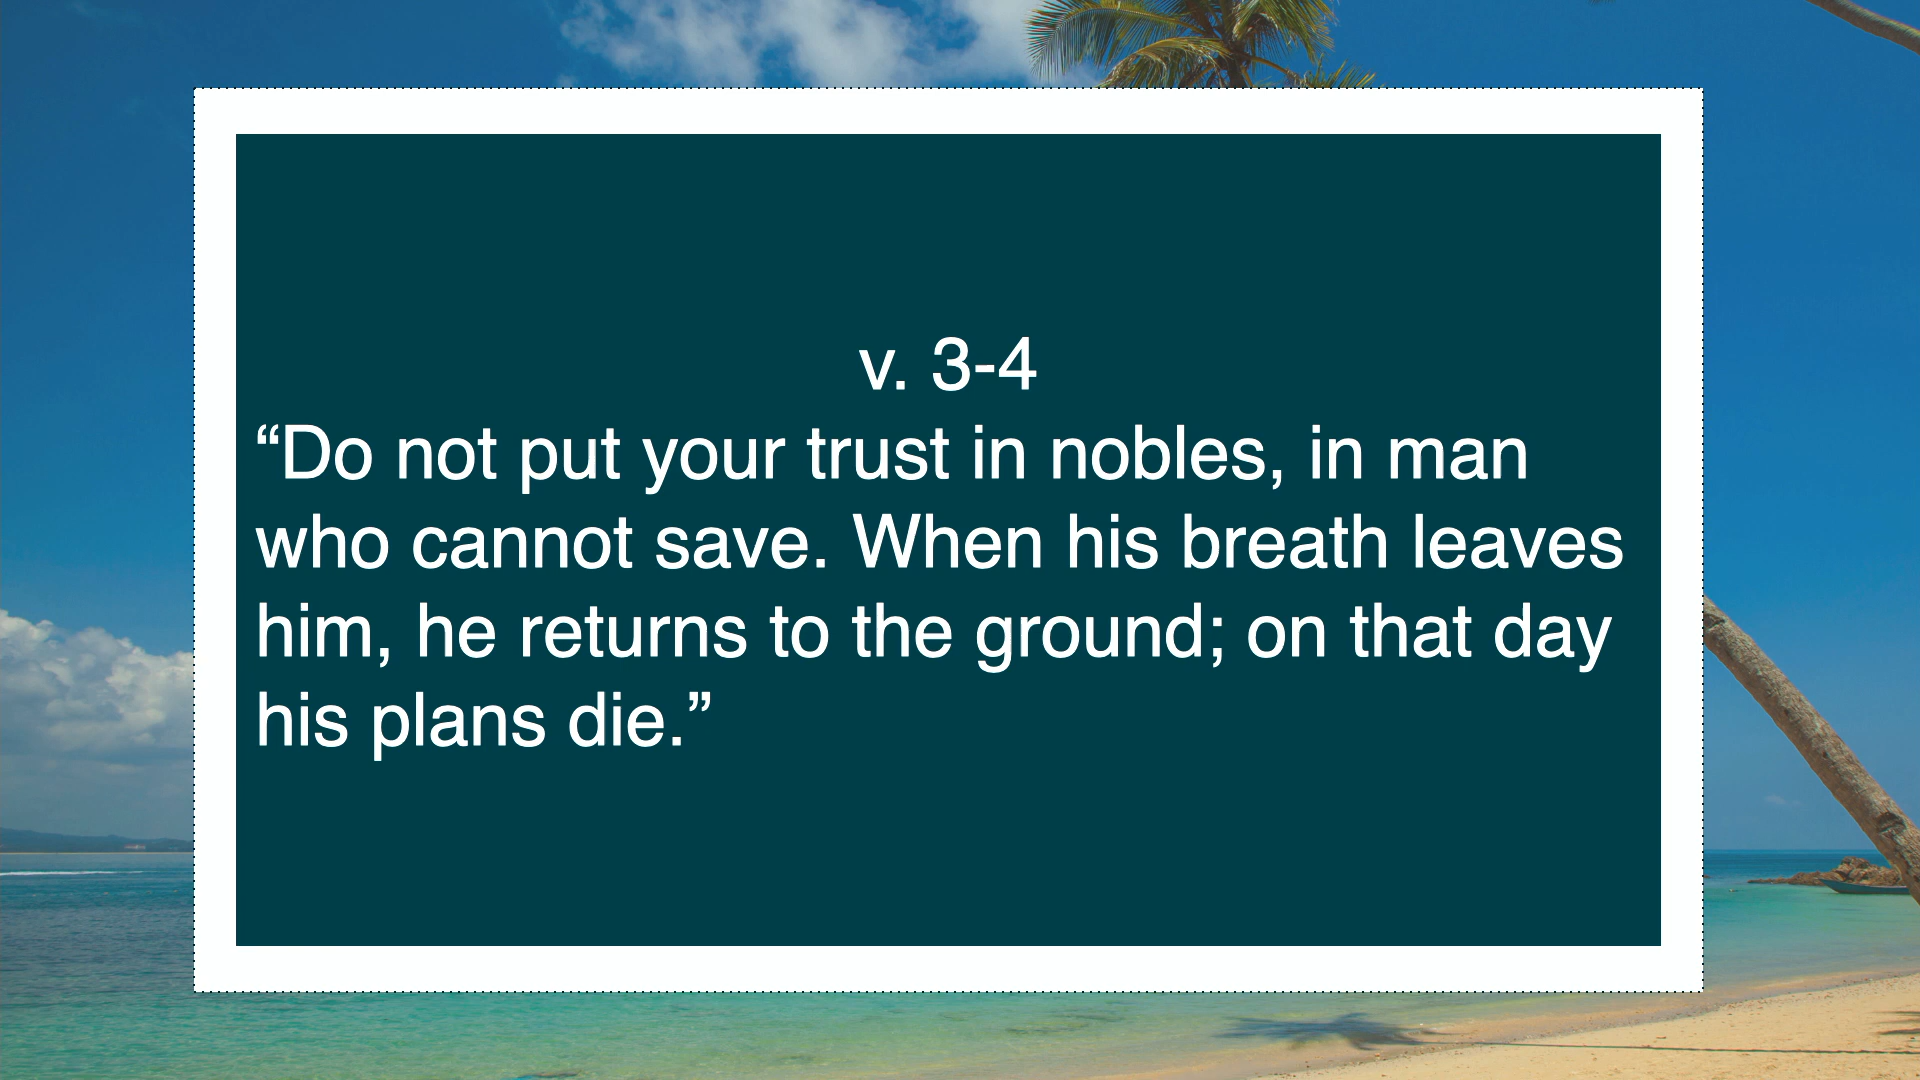 v. 3-4
“Do not put your trust in nobles, in man
who cannot save. When his breath leaves
him, he returns to the ground; on that day
his plans die.”